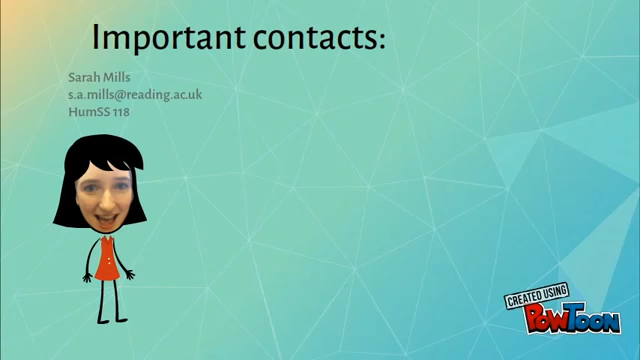 Important contacts:
Sarah Mills
s.a.mills@reading.ac.uk
HumSS 118
CREATED USING
POWTOON